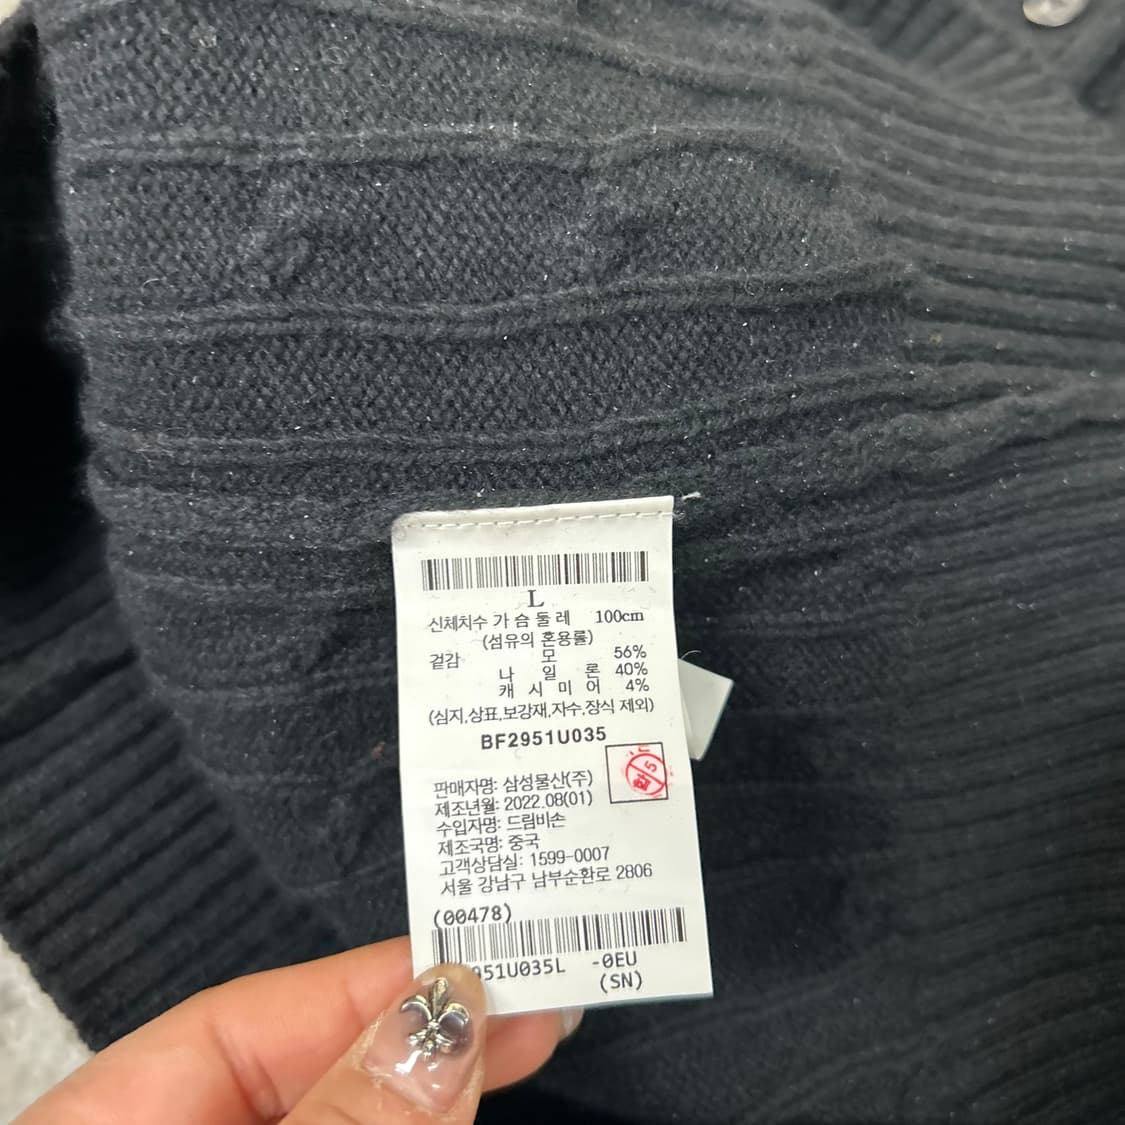 L
신체치수 가 슴 둘 레 100cm
(섬유의 혼용률)
겉감 모 56%
나 일 론 40%
캐 시 미 어 4%
(심지,상표,보강재,자수,장식 제외)
BF2951U035
판매자명: 삼성물산(주)
제조년월: 2022.08(01)
수입자명: 드림비손
제조국명: 중국
고객상담실: 1599-0007
서울 강남구 남부순환로 2806
(00478)
951U035L -0EU
(SN)